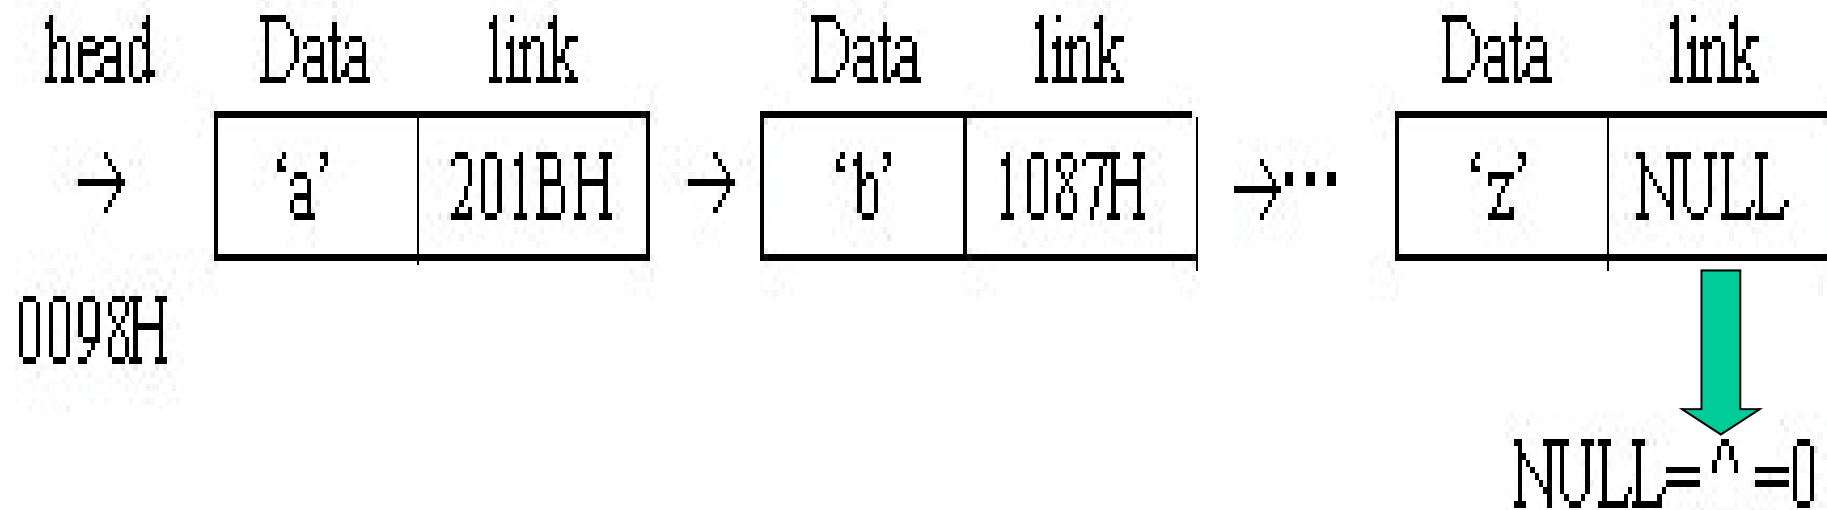 head Data link Data link Data link
→ ‘a’ 201BH → ‘b’ 1087H →··· ‘z’ NULL
0098H
NULL=^=0